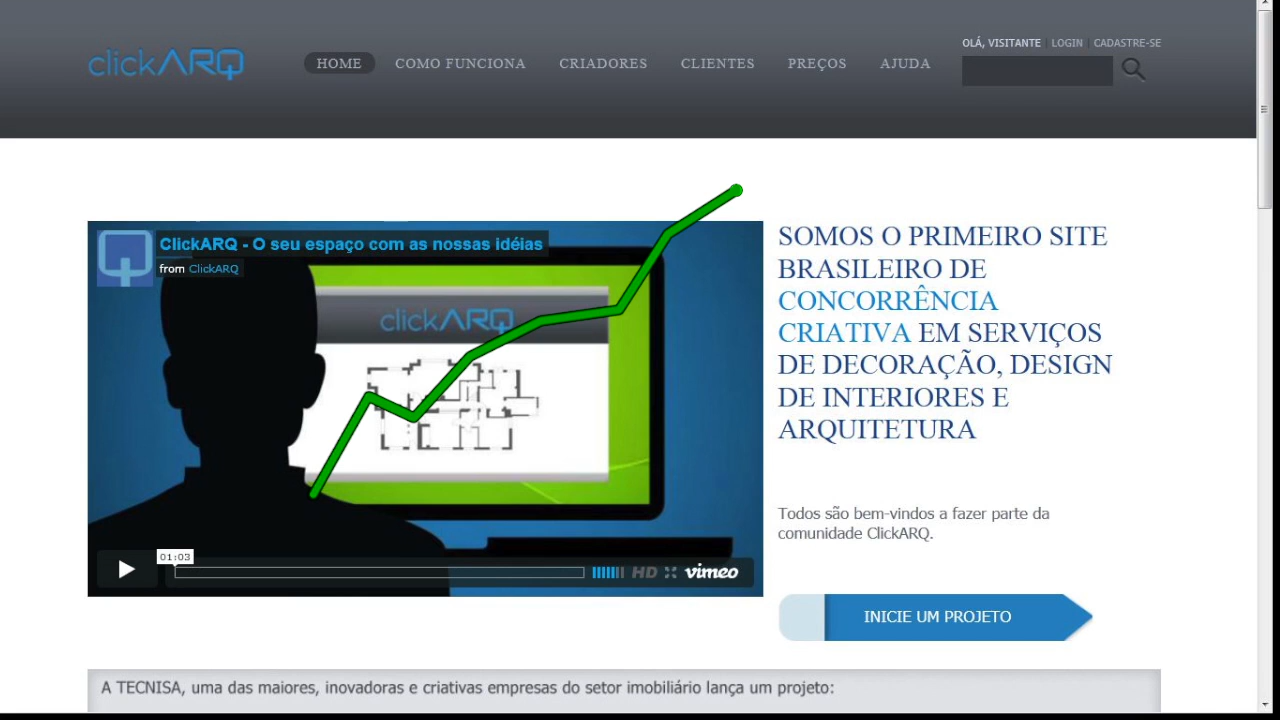 clickARQ
HOME COMO FUNCIONA CRIADORES CLIENTES PREÇOS AJUDA
OLÁ, VISITANTE LOGIN CADASTRE-SE
ClickARQ - O seu espaço com as nossas idéias
from ClickARQ
clickARQ
01:03
HD vimeo
SOMOS O PRIMEIRO SITE
BRASILEIRO DE
CONCORRÊNCIA
CRIATIVA EM SERVIÇOS
DE DECORAÇÃO, DESIGN
DE INTERIORES E
ARQUITETURA
Todos são bem-vindos a fazer parte da
comunidade ClickARQ.
INICIE UM PROJETO
A TECNISA, uma das maiores, inovadoras e criativas empresas do setor imobiliário lança um projeto: